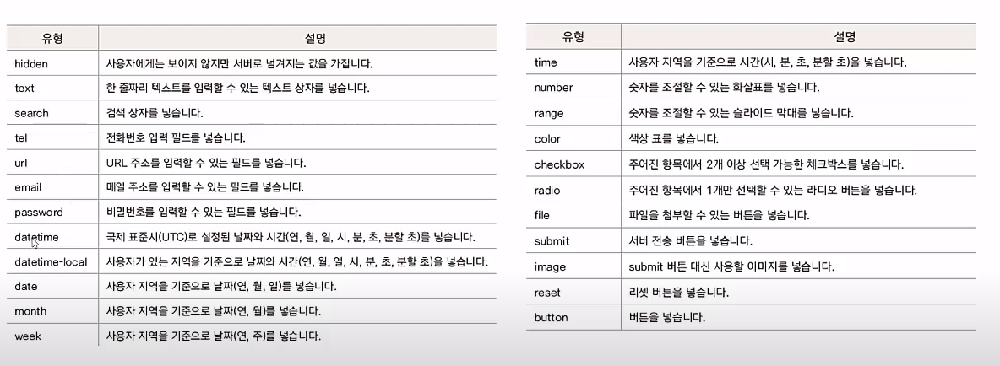 유형 설명
hidden 사용자에게는 보이지 않지만 서버로 넘겨지는 값을 가집니다.
text 한 줄짜리 텍스트를 입력할 수 있는 텍스트 상자를 넣습니다.
search 검색 상자를 넣습니다.
tel 전화번호 입력 필드를 넣습니다.
url URL 주소를 입력할 수 있는 필드를 넣습니다.
email 메일 주소를 입력할 수 있는 필드를 넣습니다.
password 비밀번호를 입력할 수 있는 필드를 넣습니다.
datetime 국제 표준시(UTC)로 설정된 날짜와 시간(연, 월, 일, 시, 분, 초, 분할 초)를 넣습니다.
datetime-local 사용자가 있는 지역을 기준으로 날짜와 시간(연, 월, 일, 시, 분, 초, 분할 초)을 넣습니다.
date 사용자 지역을 기준으로 날짜(연, 월, 일)를 넣습니다.
month 사용자 지역을 기준으로 날짜(연, 월)를 넣습니다.
week 사용자 지역을 기준으로 날짜(연, 주)를 넣습니다.
유형 설명
time 사용자 지역을 기준으로 시간(시, 분, 초, 분할 초)을 넣습니다.
number 숫자를 조절할 수 있는 화살표를 넣습니다.
range 숫자를 조절할 수 있는 슬라이드 막대를 넣습니다.
color 색상 표를 넣습니다.
checkbox 주어진 항목에서 2개 이상 선택 가능한 체크박스를 넣습니다.
radio 주어진 항목에서 1개만 선택할 수 있는 라디오 버튼을 넣습니다.
file 파일을 첨부할 수 있는 버튼을 넣습니다.
submit 서버 전송 버튼을 넣습니다.
image submit 버튼 대신 사용할 이미지를 넣습니다.
reset 리셋 버튼을 넣습니다.
button 버튼을 넣습니다.